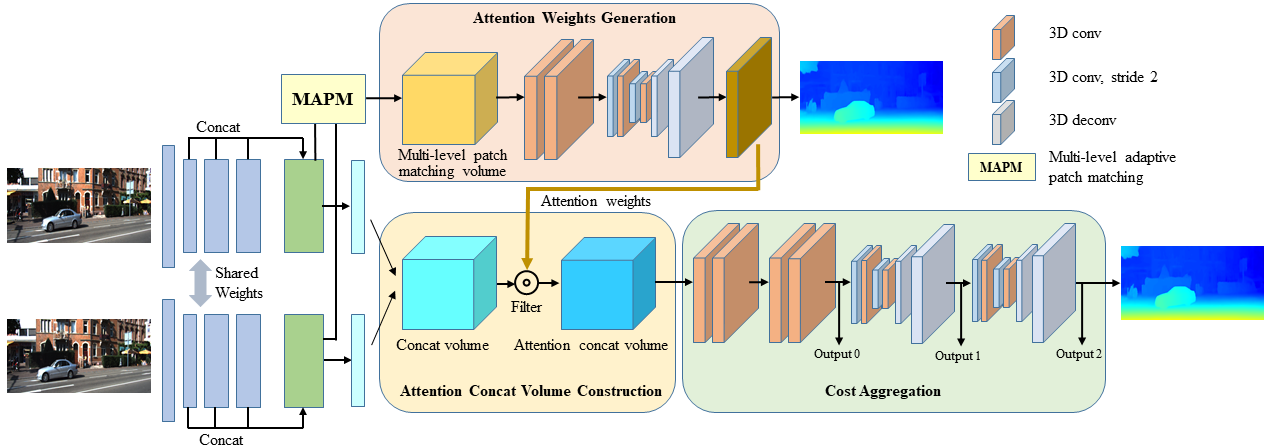 Attention Weights Generation
MAPM
Multi-level patch
matching volume
3D conv
3D conv, stride 2
3D deconv
MAPM
Multi-level adaptive
patch matching
Concat
Shared
Weights
Concat
Attention weights
Filter
Concat volume
Attention concat volume
Attention Concat Volume Construction
Output 0
Output 1
Output 2
Cost Aggregation